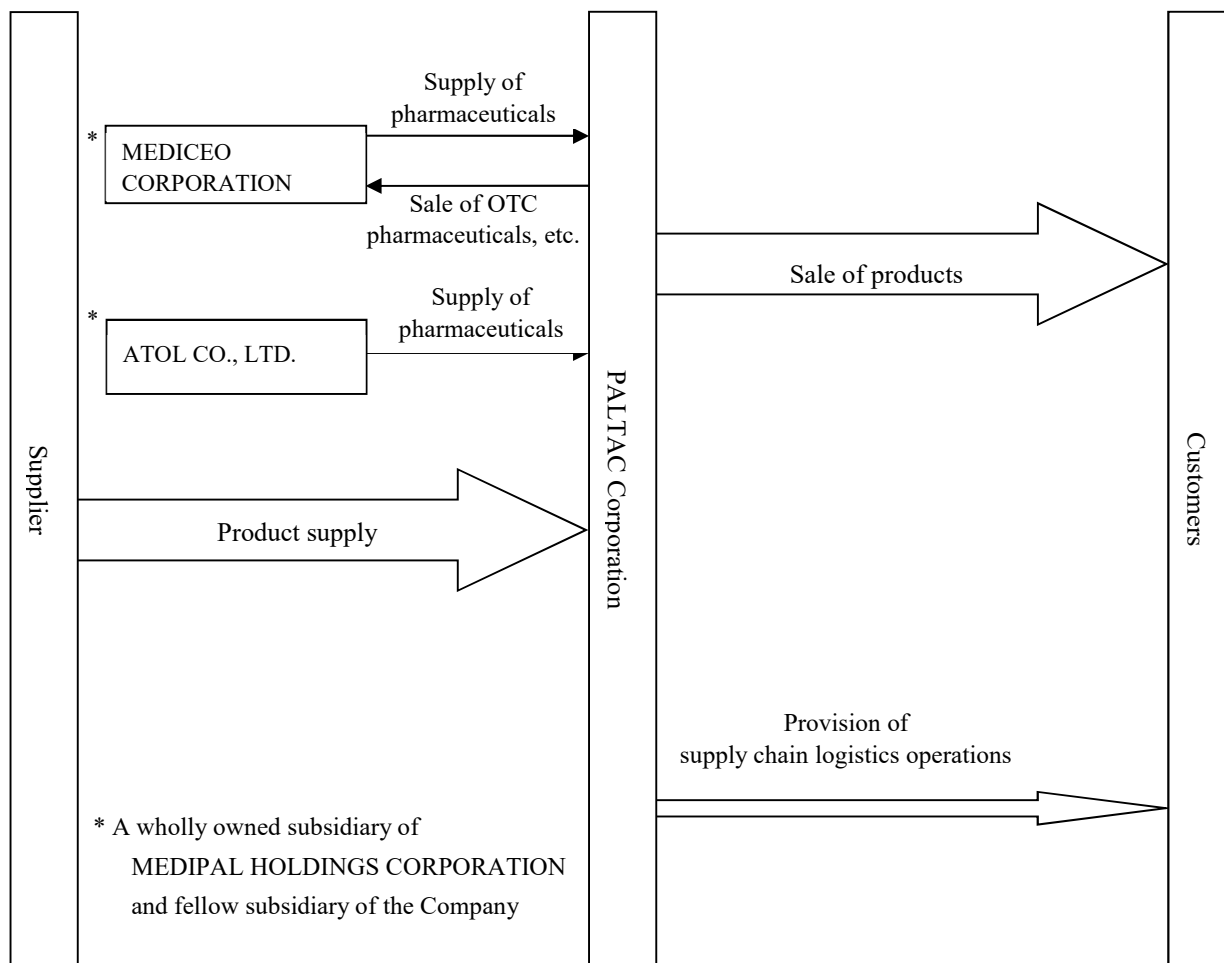 Supply of
pharmaceuticals
*
MEDICEO
CORPORATION
Sale of OTC
pharmaceuticals, etc.
Sale of products
Supply of
pharmaceuticals
*
ATOL CO., LTD.
Supplier
PALTAC Corporation
Customers
Product supply
Provision of
supply chain logistics operations
* A wholly owned subsidiary of
MEDIPAL HOLDINGS CORPORATION
and fellow subsidiary of the Company